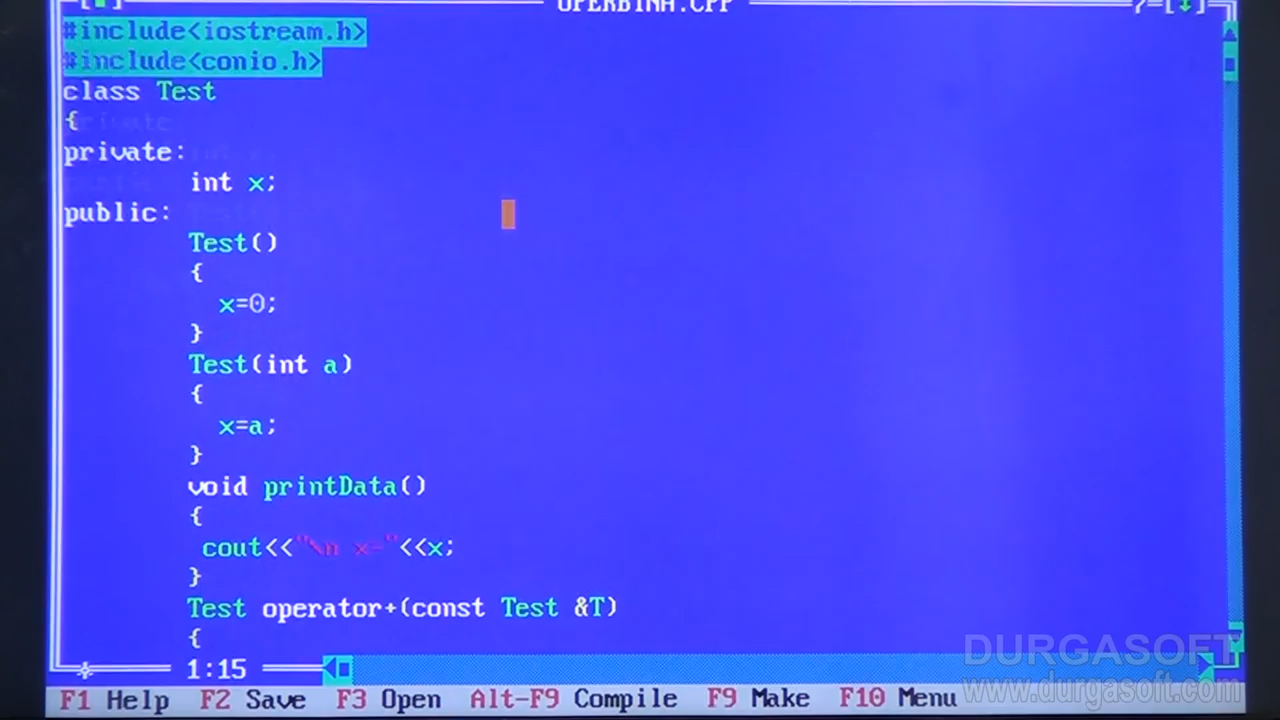 OPERBINA.CPP
#include<iostream.h>
#include<conio.h>
class Test
{
private:
int x;
public:
Test()
{
x=0;
}
Test(int a)
{
x=a;
}
void printData()
{
cout<<"\n x="<<x;
}
Test operator+(const Test &T)
{
1:15
F1 Help F2 Save F3 Open Alt-F9 Compile F9 Make F10 Menu
DURGASOFT
www.durgasoft.com